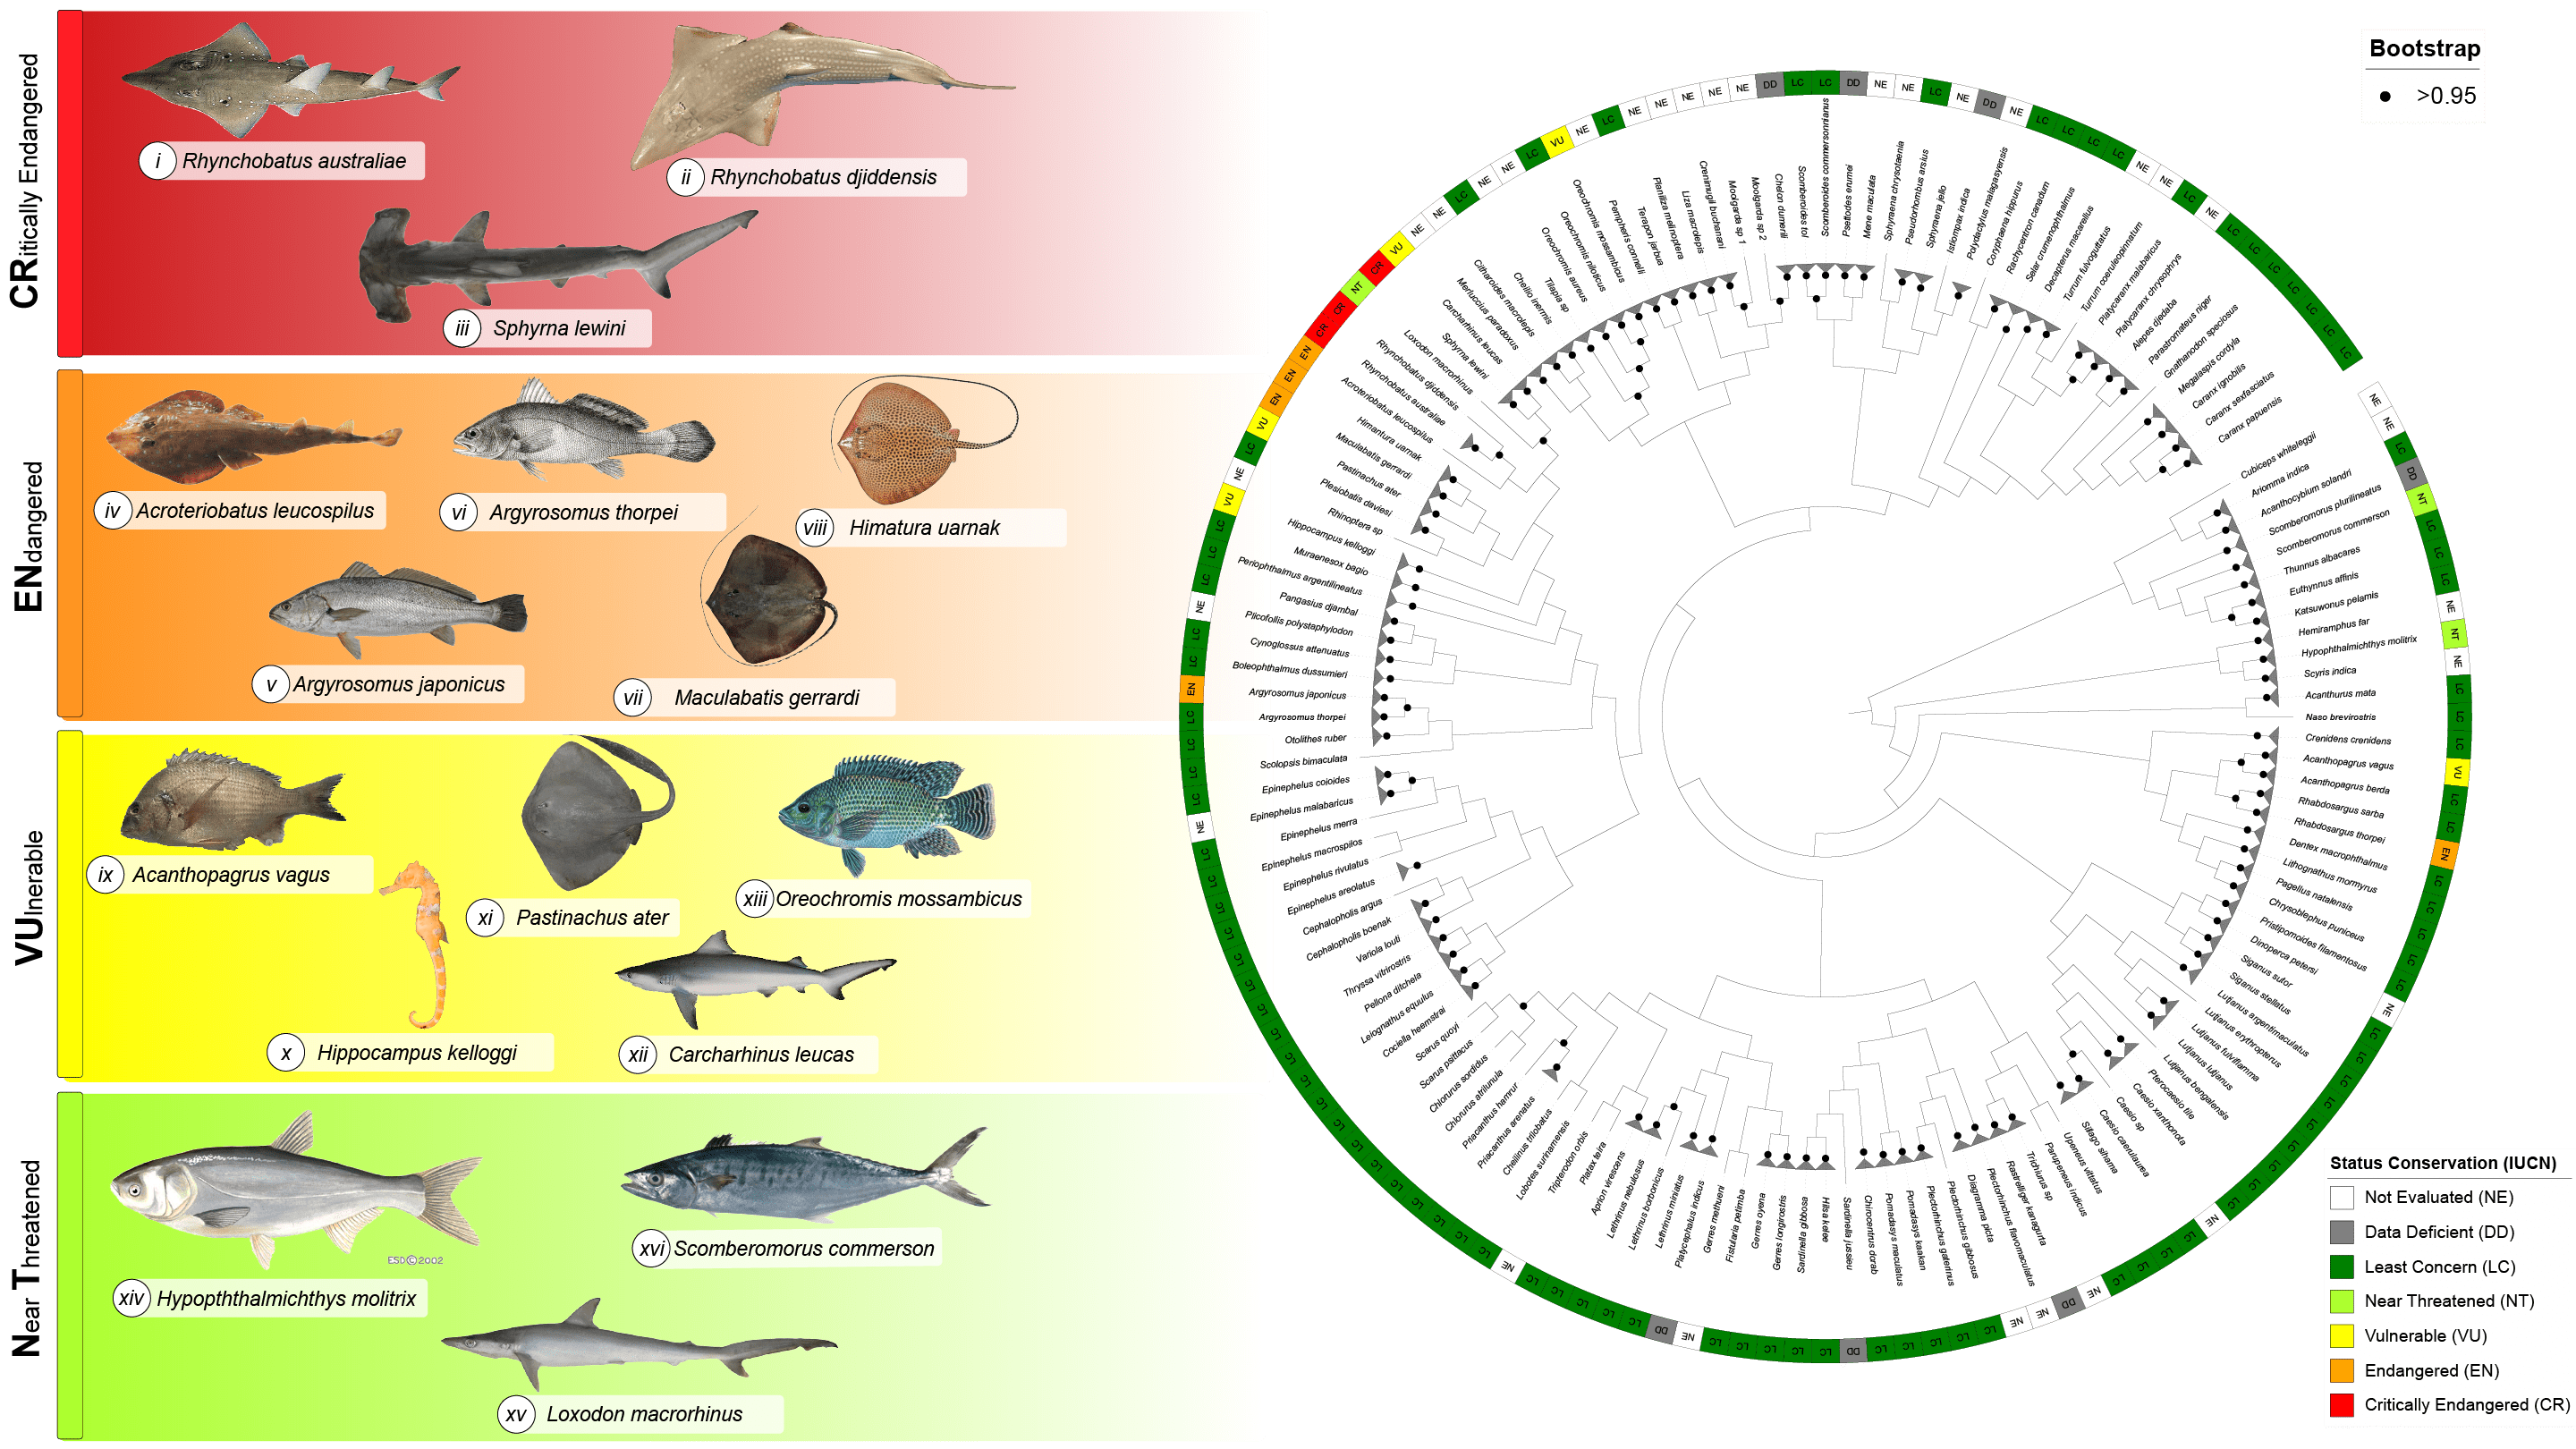 CRitically Endangered
i Rhynchobatus australiae
ii Rhynchobatus djiddensis
iii Sphyrna lewini
ENdangered
iv Acroteriobatus leucospilus
vi Argyrosomus thorpei
viii Himatura uarnak
v Argyrosomus japonicus
vii Maculabatis gerrardi
VUlnerable
ix Acanthopagrus vagus
xi Pastinachus ater
xiii Oreochromis mossambicus
x Hippocampus kelloggi
xii Carcharhinus leucas
Near Threatened
ESD©2002
xiv Hypopththalmichthys molitrix
xvi Scomberomorus commerson
xv Loxodon macrorhinus
Bootstrap
>0.95
Rhinoptera sp
Plesiobatis daviesi
Pastinachus ater
Maculabatis gerrardi
Himantura uarnak
Acroteriobatus leucospilus
Rhynchobatus australiae
Rhynchobatus djiddensis
Loxodon macrorhinus
Sphyrna lewini
Carcharhinus leucas
Merluccius paradoxus
Citharoides macrolepis
Cheilio inermis
Tilapia sp
Oreochromis aureus
Oreochromis niloticus
Oreochromis mossambicus
Pempheris connelli
Terapon jarbua
Planiliza melinoptera
Liza macrolepis
Crenimugil buchanani
Moolgarda sp 1
Moolgarda sp 2
Chelon dumerili
Scomberoides tol
Scomberoides commersonnianus
Psettodes erumei
Mene maculata
Sphyraena chrysotaenia
Pseudorhombus arsius
Sphyraena jello
Istiompax indica
Polydactylus malagasyensis
Coryphaena hippurus
Rachycentron canadum
Selar crumenophthalmus
Decapterus macarellus
Turrum fulvoguttatus
Turrum coeruleopinnatum
Platycaranx malabaricus
Platycaranx chrysophrys
Alepes djedaba
Parastromateus niger
Gnathanodon speciosus
Megalaspis cordyla
Caranx ignobilis
Caranx sexfasciatus
Caranx papuensis
Cubiceps whiteleggii
Ariomma indica
Acanthocybium solandri
Scomberomorus plurilineatus
Scomberomorus commerson
Thunnus albacares
Euthynnus affinis
Katsuwonus pelamis
Hemiramphus far
Hypophthalmichthys molitrix
Scyris indica
Acanthurus mata
Naso brevirostris
Crenidens crenidens
Acanthopagrus vagus
Acanthopagrus berda
Rhabdosargus sarba
Rhabdosargus thorpei
Dentex macrophthalmus
Lithognathus mormyrus
Pagellus natalensis
Chrysoblephus puniceus
Pristipomoides filamentosus
Dinoperca petersi
Siganus sutor
Siganus stellatus
Lutjanus argentimaculatus
Lutjanus erythropterus
Lutjanus fulviflamma
Lutjanus lutjanus
Lutjanus bengalensis
Pterocaesio tile
Caesio xanthonota
Caesio sp
Caesio caerulaurea
Sillago sihama
Upeneus vittatus
Parupeneus indicus
Trichiurus sp
Rastrelliger kanagurta
Plectorhinchus flavomaculatus
Diagramma picta
Plectorhinchus gibbosus
Plectorhinchus gaterinus
Pomadasys kaakan
Pomadasys maculatus
Chirocentrus dorab
Sardinella jussieu
Hilsa kelee
Sardinella gibbosa
Gerres longirostris
Gerres oyena
Fistularia petimba
Gerres methueni
Platycephalus indicus
Lethrinus miniatus
Lethrinus borbonicus
Lethrinus nebulosus
Aprion virescens
Platax teira
Tripterodon orbis
Lobotes surinamensis
Cheilinus trilobatus
Priacanthus arenatus
Priacanthus hamrur
Chlorurus atrilunula
Chlorurus sordidus
Scarus psittacus
Scarus quoyi
Cociella heemstrai
Leiognathus equulus
Pellona ditchela
Thryssa vitrirostris
Variola louti
Cephalopholis boenak
Cephalopholis argus
Epinephelus areolatus
Epinephelus rivulatus
Epinephelus macrospilos
Epinephelus merra
Epinephelus malabaricus
Epinephelus coioides
Scolopsis bimaculata
Otolithes ruber
Argyrosomus thorpei
Argyrosomus japonicus
Boleophthalmus dussumieri
Cynoglossus attenuatus
Plicofollis polystaphylodon
Pangasius djambal
Periophthalmus argentilineatus
Muraenesox bagio
Hippocampus kelloggi
Status Conservation (IUCN)
Not Evaluated (NE)
Data Deficient (DD)
Least Concern (LC)
Near Threatened (NT)
Vulnerable (VU)
Endangered (EN)
Critically Endangered (CR)